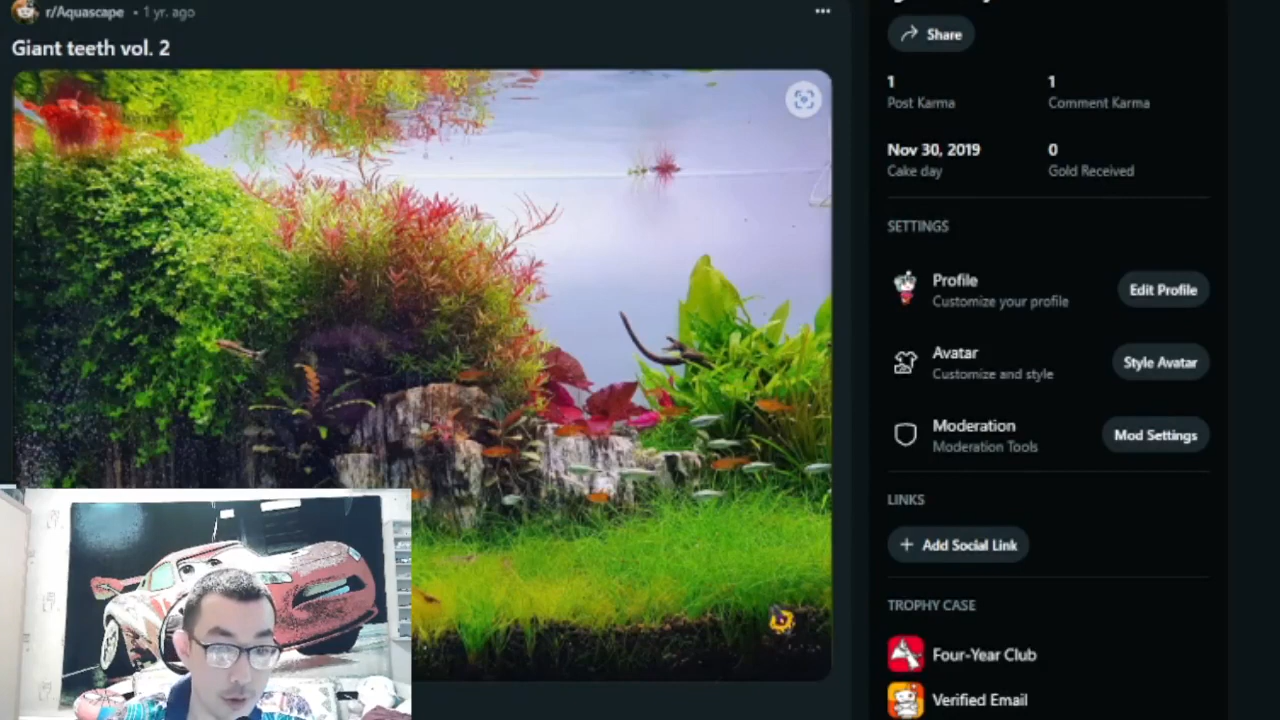 r/Aquascape • 1 yr. ago
Giant teeth vol. 2
Share
1
Post Karma
1
Comment Karma
Nov 30, 2019
Cake day
0
Gold Received
SETTINGS
Profile
Customize your profile
Edit Profile
Avatar
Customize and style
Style Avatar
Moderation
Moderation Tools
Mod Settings
LINKS
+ Add Social Link
TROPHY CASE
Four-Year Club
Verified Email